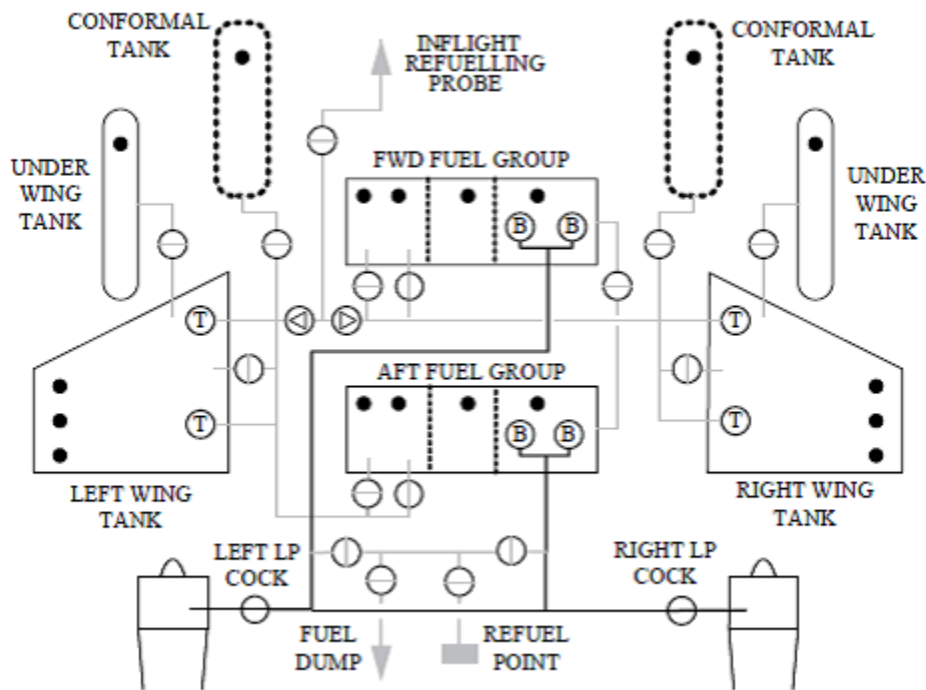 CONFORMAL
TANK
INFLIGHT
REFUELLING
PROBE
CONFORMAL
TANK
UNDER
WING
TANK
FWD FUEL GROUP
UNDER
WING
TANK
B B
T
T
AFT FUEL GROUP
T
T
B B
LEFT WING
TANK
RIGHT WING
TANK
LEFT LP
COCK
RIGHT LP
COCK
FUEL
DUMP
REFUEL
POINT